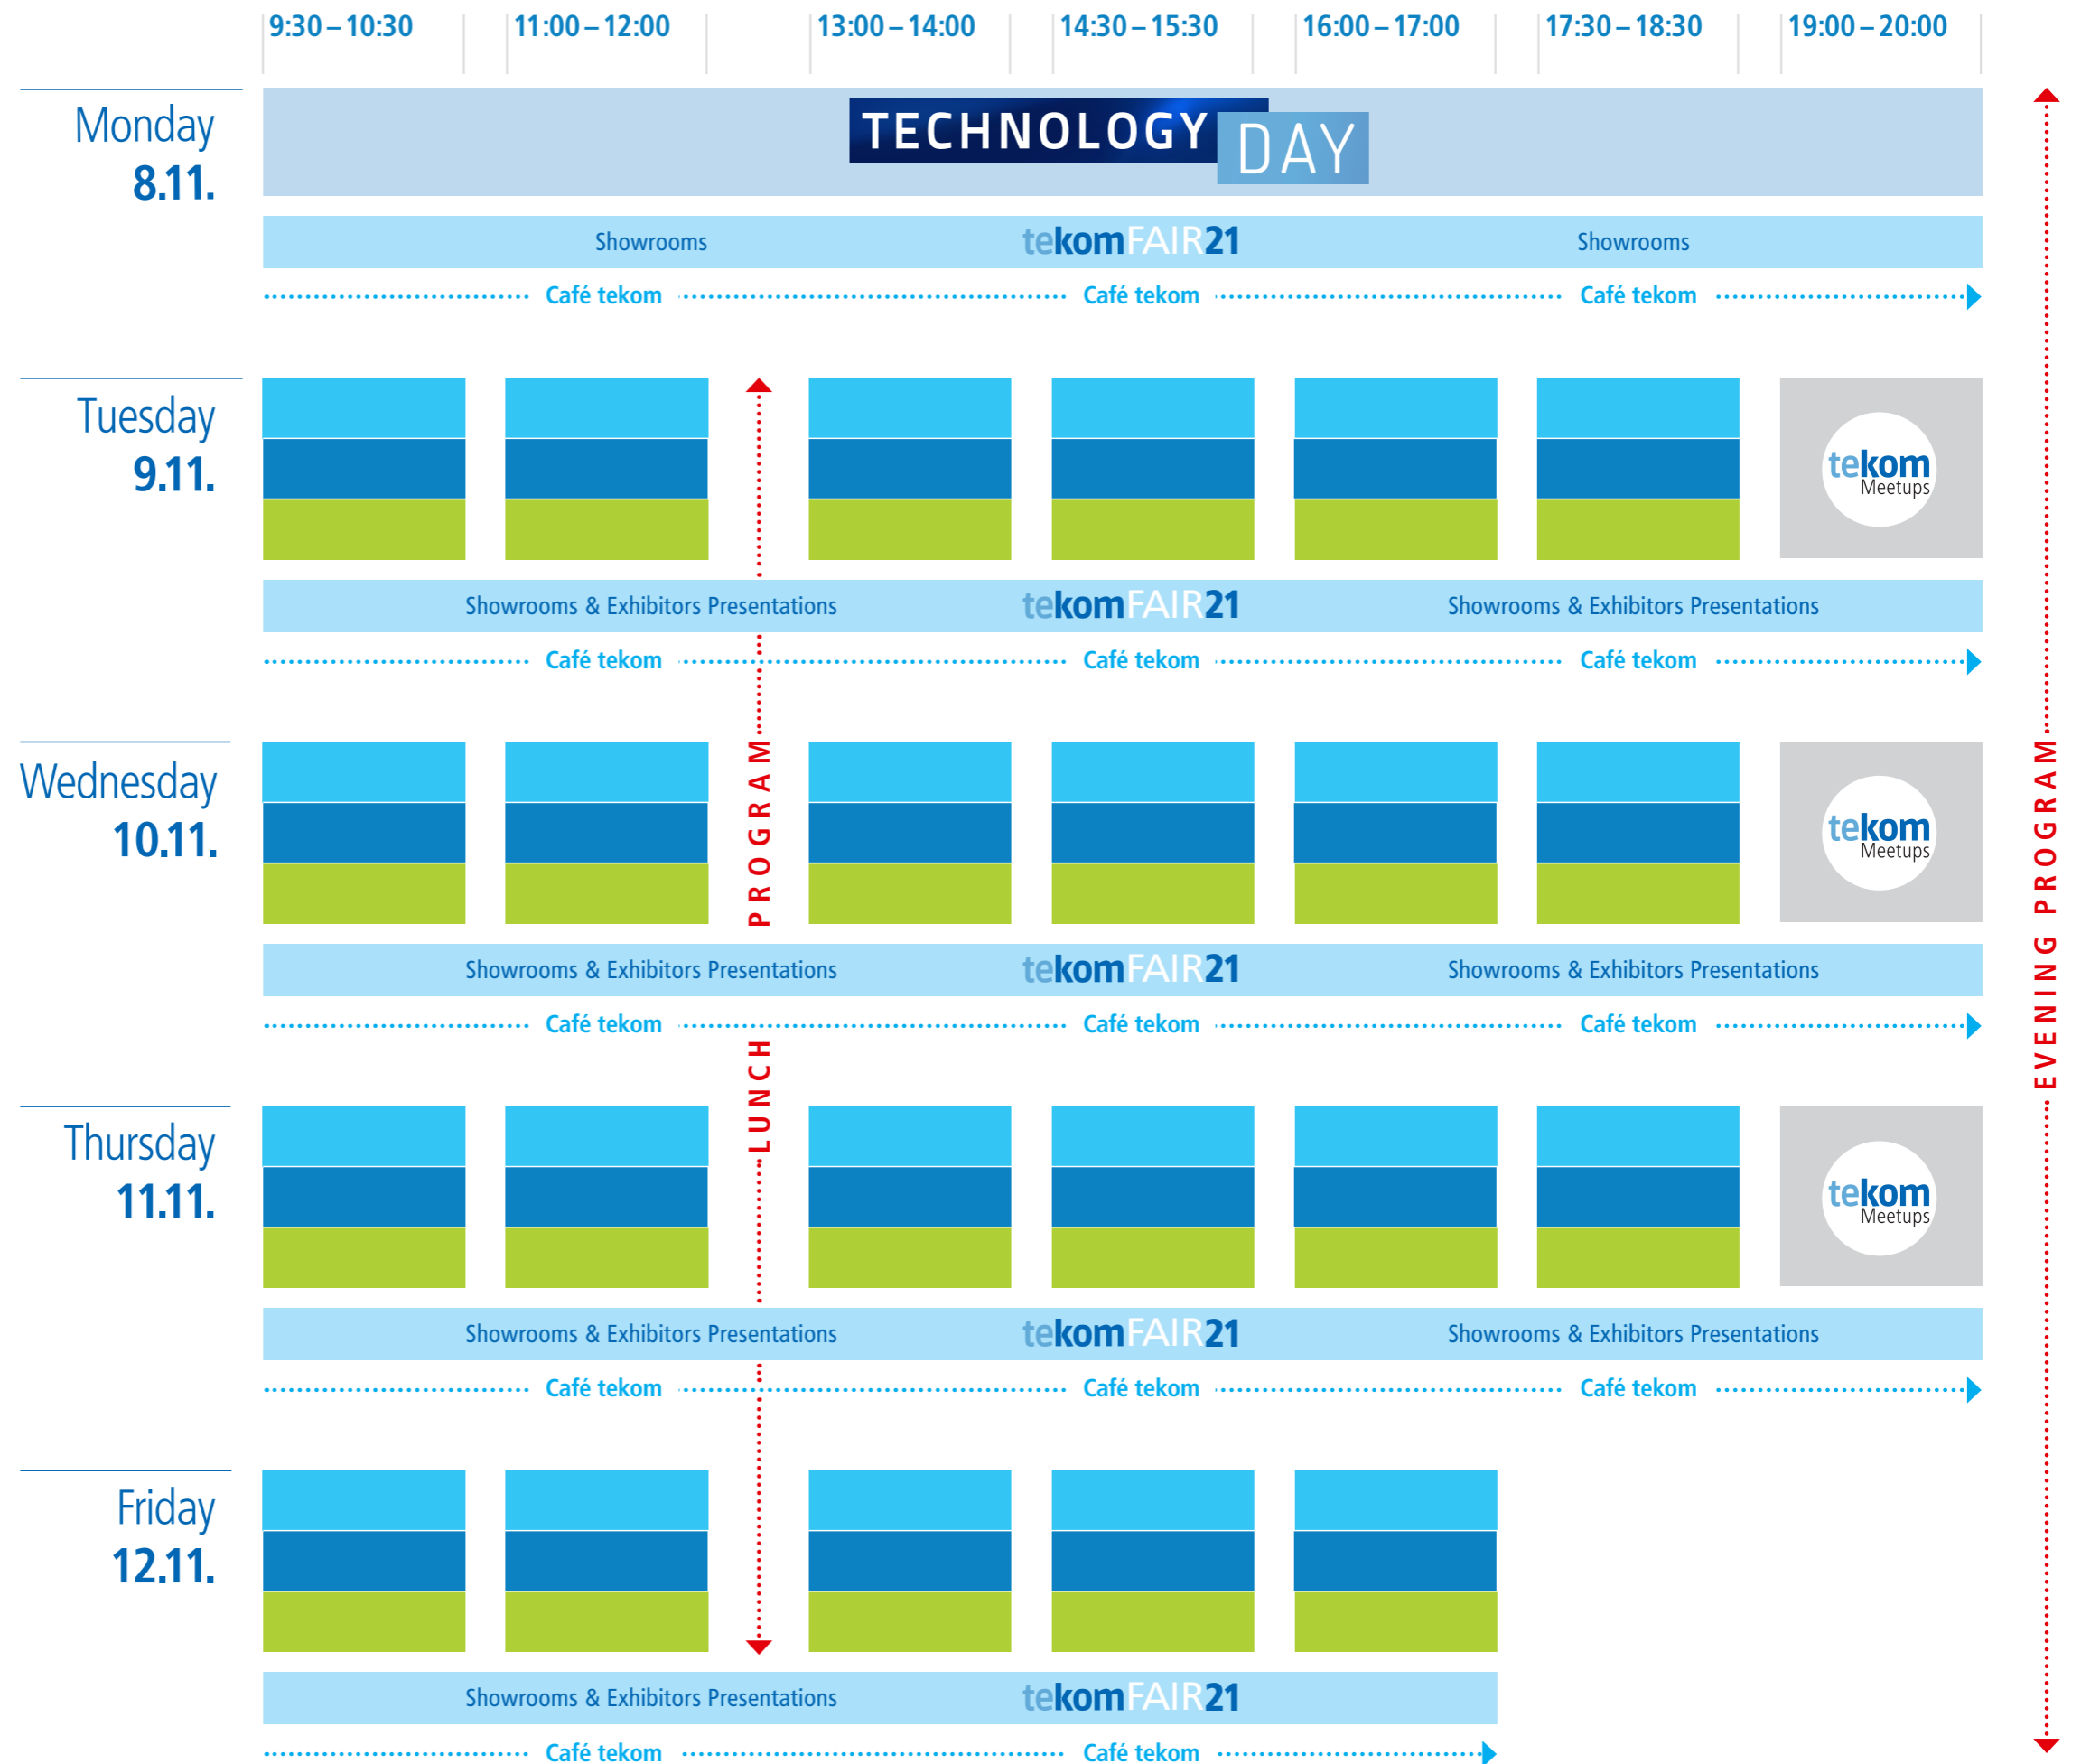 9:30 – 10:30 11:00 – 12:00 13:00 – 14:00 14:30 – 15:30 16:00 – 17:00 17:30 – 18:30 19:00 – 20:00
Monday
8.11.
TECHNOLOGY DAY
Showrooms tekomFAIR21 Showrooms
Café tekom Café tekom Café tekom
Tuesday
9.11.
tekom
Meetups
Showrooms & Exhibitors Presentations tekomFAIR21 Showrooms & Exhibitors Presentations
Café tekom Café tekom Café tekom
Wednesday
10.11.
tekom
Meetups
Showrooms & Exhibitors Presentations tekomFAIR21 Showrooms & Exhibitors Presentations
Café tekom Café tekom Café tekom
LUNCH PROGRAM
EVENING PROGRAM
Thursday
11.11.
tekom
Meetups
Showrooms & Exhibitors Presentations tekomFAIR21 Showrooms & Exhibitors Presentations
Café tekom Café tekom Café tekom
Friday
12.11.
Showrooms & Exhibitors Presentations tekomFAIR21
Café tekom Café tekom